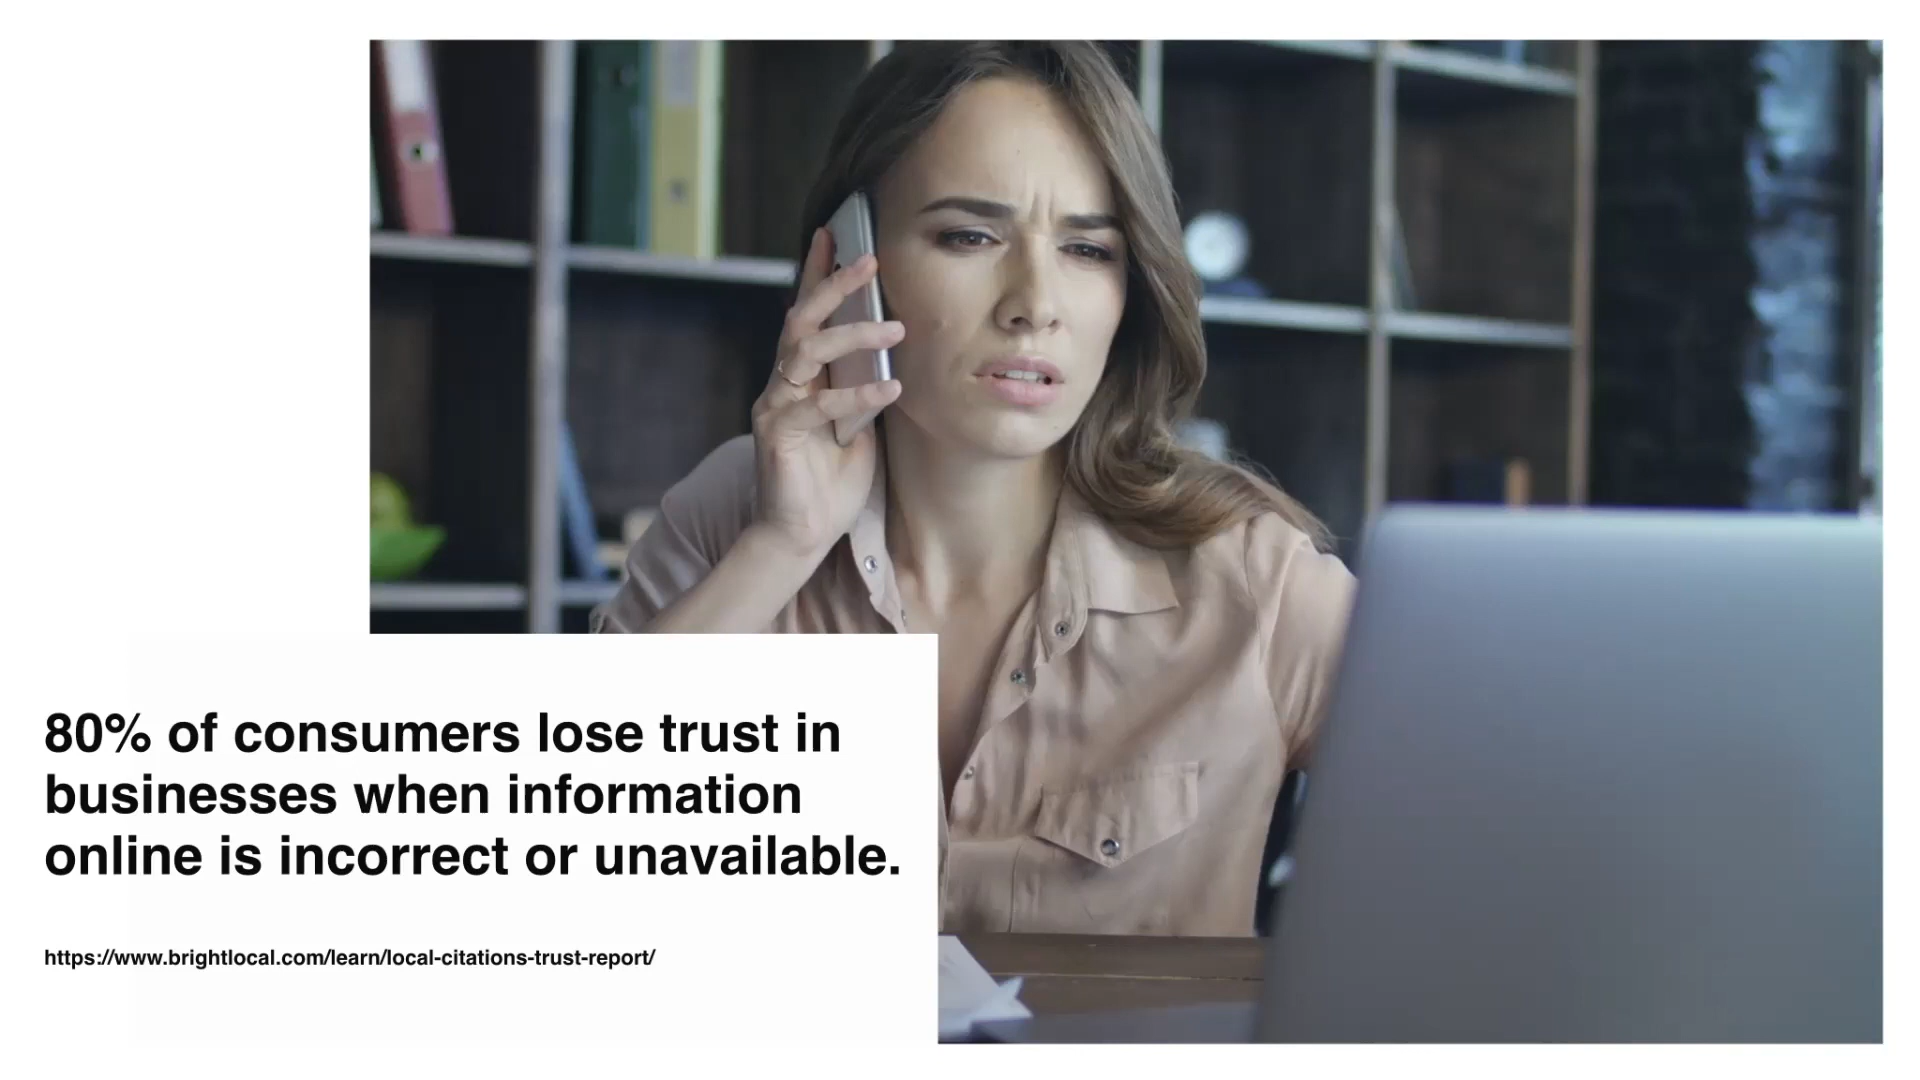 80% of consumers lose trust in
businesses when information
online is incorrect or unavailable.
https://www.brightlocal.com/learn/local-citations-trust-report/